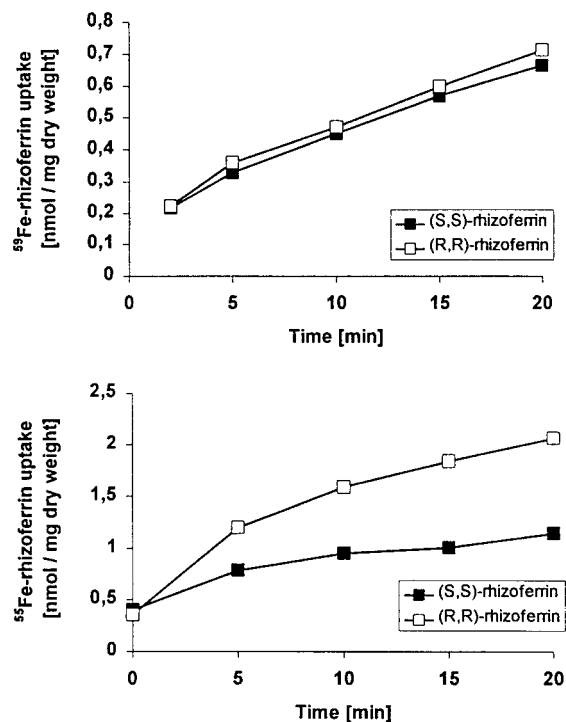 ⁵⁹Fe-rhizoferrin uptake
[nmol / mg dry weight]
0,8
0,7
0,6
0,5
0,4
0,3
0,2
0,1
0
(S,S)-rhizoferrin
(R,R)-rhizoferrin
0 5 10 15 20
Time [min]
⁵⁵Fe-rhizoferrin uptake
[nmol / mg dry weight]
2,5
2
1,5
1
0,5
0
(S,S)-rhizoferrin
(R,R)-rhizoferrin
0 5 10 15 20
Time [min]